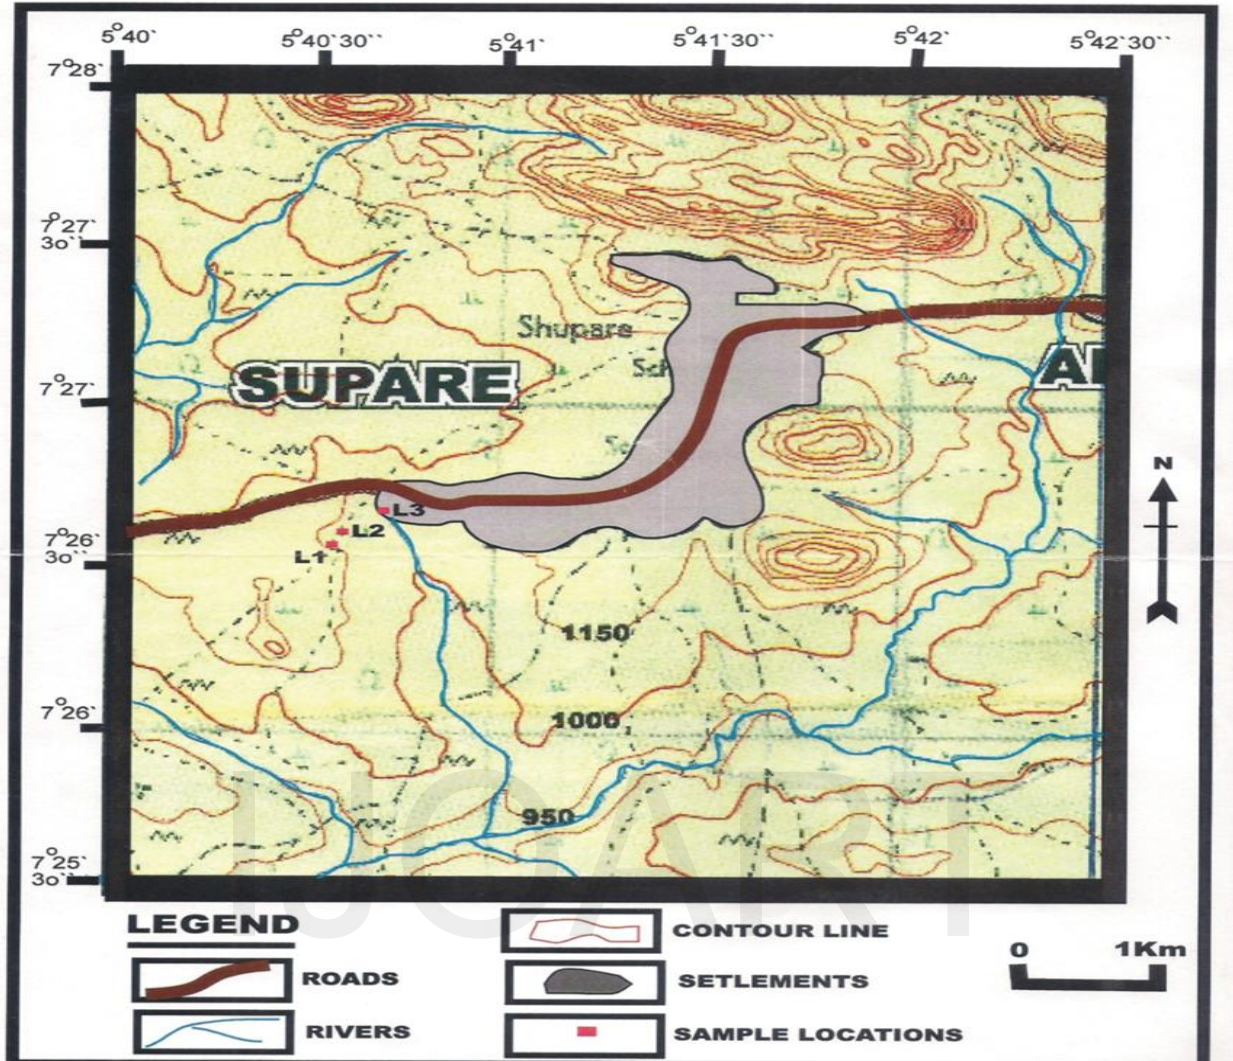 5°40` 5°40`30`` 5°41` 5°41`30`` 5°42` 5°42`30``
7°28`
7°27`
30``
Shupare
Sch
7°27`
SUPARE
AK
L3
L2
L1
7°26`
30``
N
1150
7°26`
1000
950
7°25`
30``
IJOART
LEGEND
CONTOUR LINE
0 1Km
ROADS
SETLEMENTS
RIVERS
SAMPLE LOCATIONS